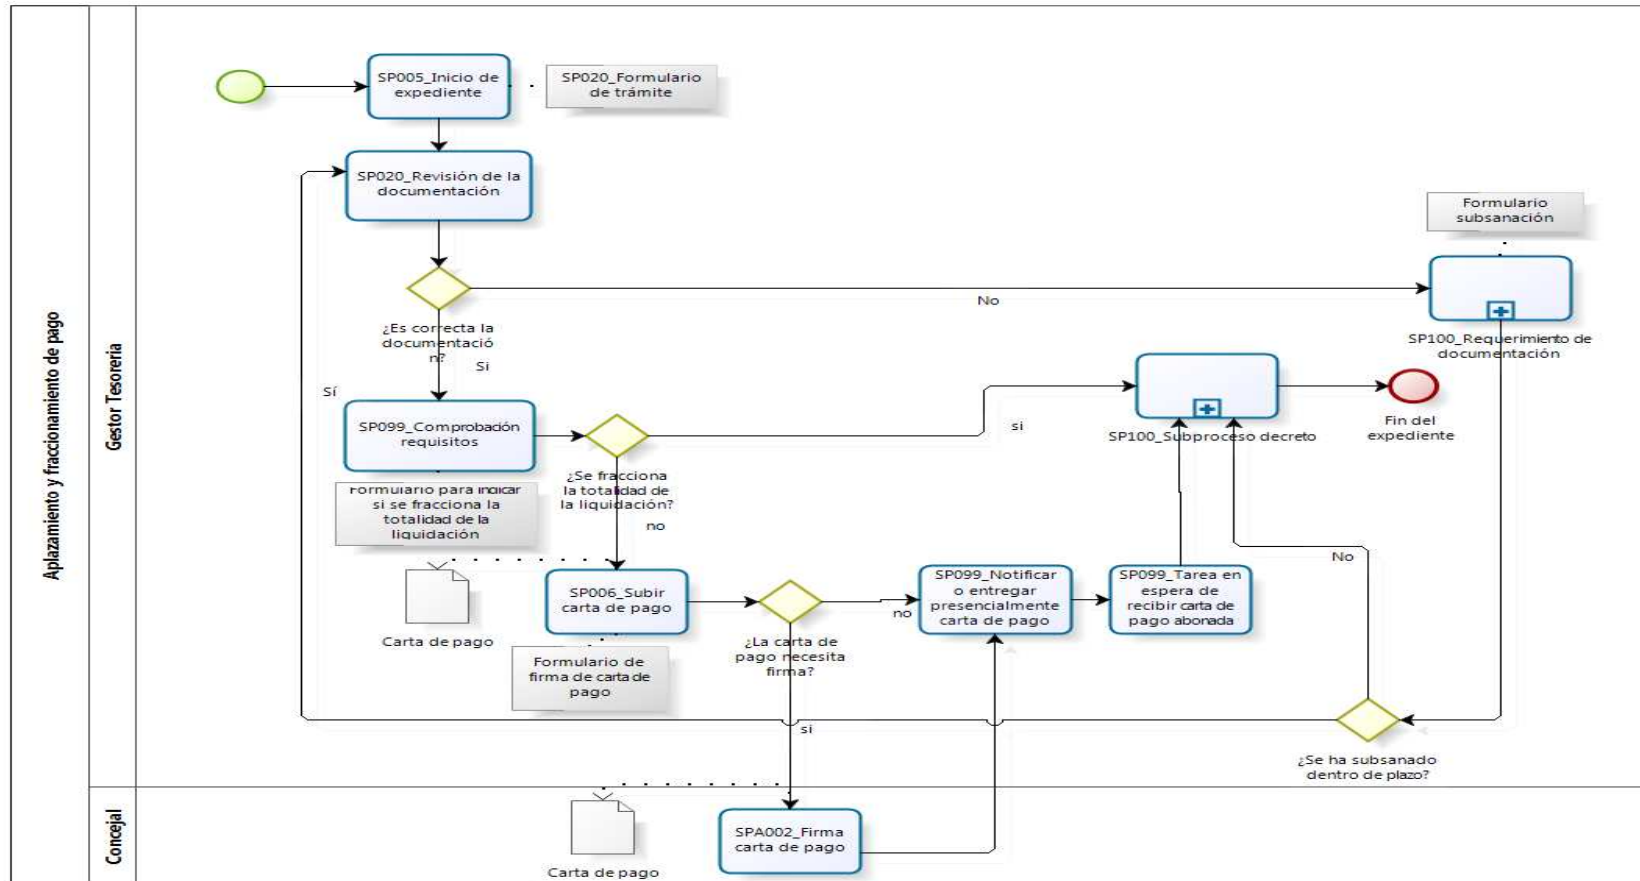 Aplazamiento y fraccionamiento de pago
Gestor Tesoreria
Concejal
SP005_Inicio de
expediente
SP020_Formulario
de trámite
SP020_Revisión de la
documentación
Formulario
subsanación
No
¿Es correcta la
documentació
n?
Si
SP100_Requerimiento de
documentación
Sí
SP099_Comprobación
requisitos
si
SP100_Subproceso decreto
Fin del
expediente
¿Se fracciona
la totalidad de
la liquidación?
Formulario para indicar
si se fracciona la
totalidad de la
liquidación
no
No
SP006_Subir
carta de pago
SP099_Notificar
o entregar
presencialmente
carta de pago
SP099_Tarea en
espera de
recibir carta de
pago abonada
no
Carta de pago
¿La carta de
pago necesita
firma?
Formulario de
firma de carta de
pago
si
¿Se ha subsanado
dentro de plazo?
SPA002_Firma
carta de pago
Carta de pago